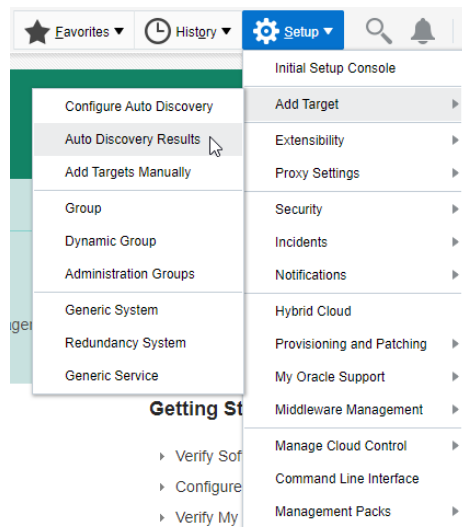 Favorites
History
Setup
Initial Setup Console
Add Target
Extensibility
Proxy Settings
Security
Incidents
Notifications
Hybrid Cloud
Provisioning and Patching
My Oracle Support
Middleware Management
Manage Cloud Control
Command Line Interface
Management Packs
Configure Auto Discovery
Auto Discovery Results
Add Targets Manually
Group
Dynamic Group
Administration Groups
Generic System
Redundancy System
Generic Service
Getting St
Verify Sof
Configure
Verify My